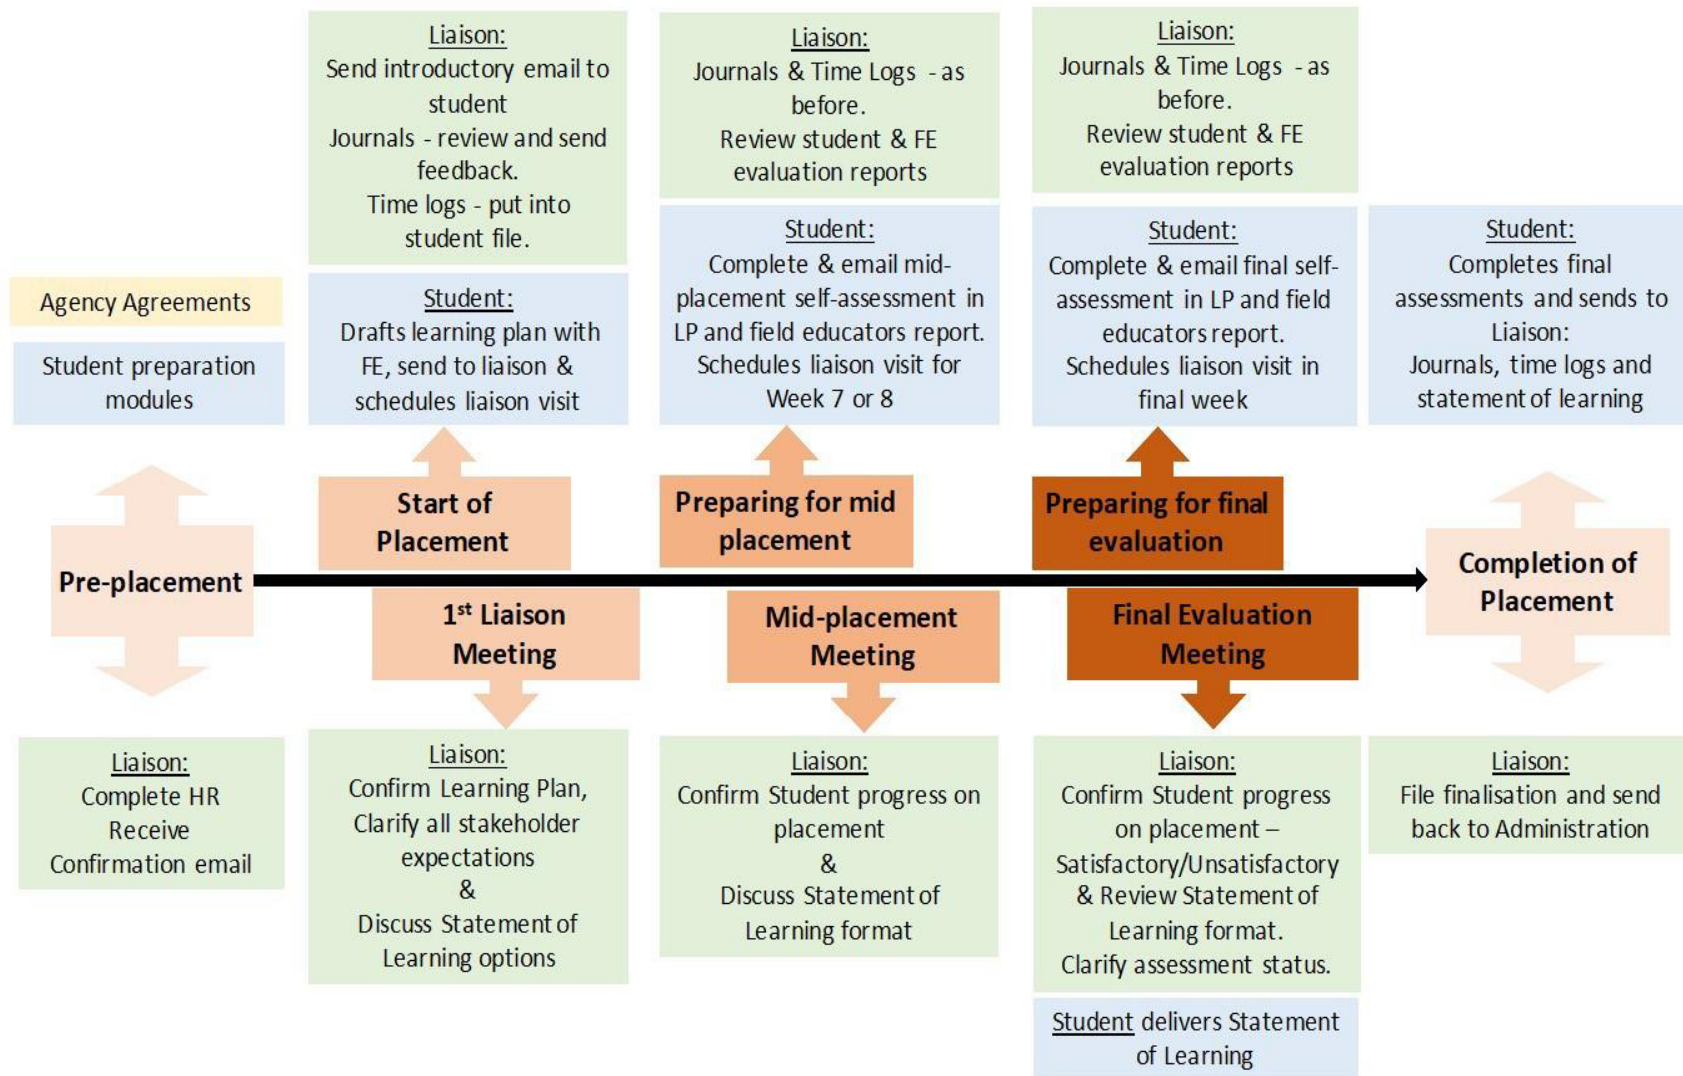 Liaison:
Send introductory email to
student
Journals - review and send
feedback.
Time logs - put into
student file.
Liaison:
Journals & Time Logs - as
before.
Review student & FE
evaluation reports
Liaison:
Journals & Time Logs - as
before.
Review student & FE
evaluation reports
Agency Agreements
Student preparation
modules
Student:
Drafts learning plan with
FE, send to liaison &
schedules liaison visit
Student:
Complete & email mid-
placement self-assessment in
LP and field educators report.
Schedules liaison visit for
Week 7 or 8
Student:
Complete & email final self-
assessment in LP and field
educators report.
Schedules liaison visit in
final week
Student:
Completes final
assessments and sends to
Liaison:
Journals, time logs and
statement of learning
Pre-placement
Start of
Placement
Preparing for mid
placement
Preparing for final
evaluation
Completion of
Placement
1st Liaison
Meeting
Mid-placement
Meeting
Final Evaluation
Meeting
Liaison:
Complete HR
Receive
Confirmation email
Liaison:
Confirm Learning Plan,
Clarify all stakeholder
expectations
&
Discuss Statement of
Learning options
Liaison:
Confirm Student progress on
placement
&
Discuss Statement of
Learning format
Liaison:
Confirm Student progress
on placement –
Satisfactory/Unsatisfactory
& Review Statement of
Learning format.
Clarify assessment status.
Student delivers Statement
of Learning
Liaison:
File finalisation and send
back to Administration